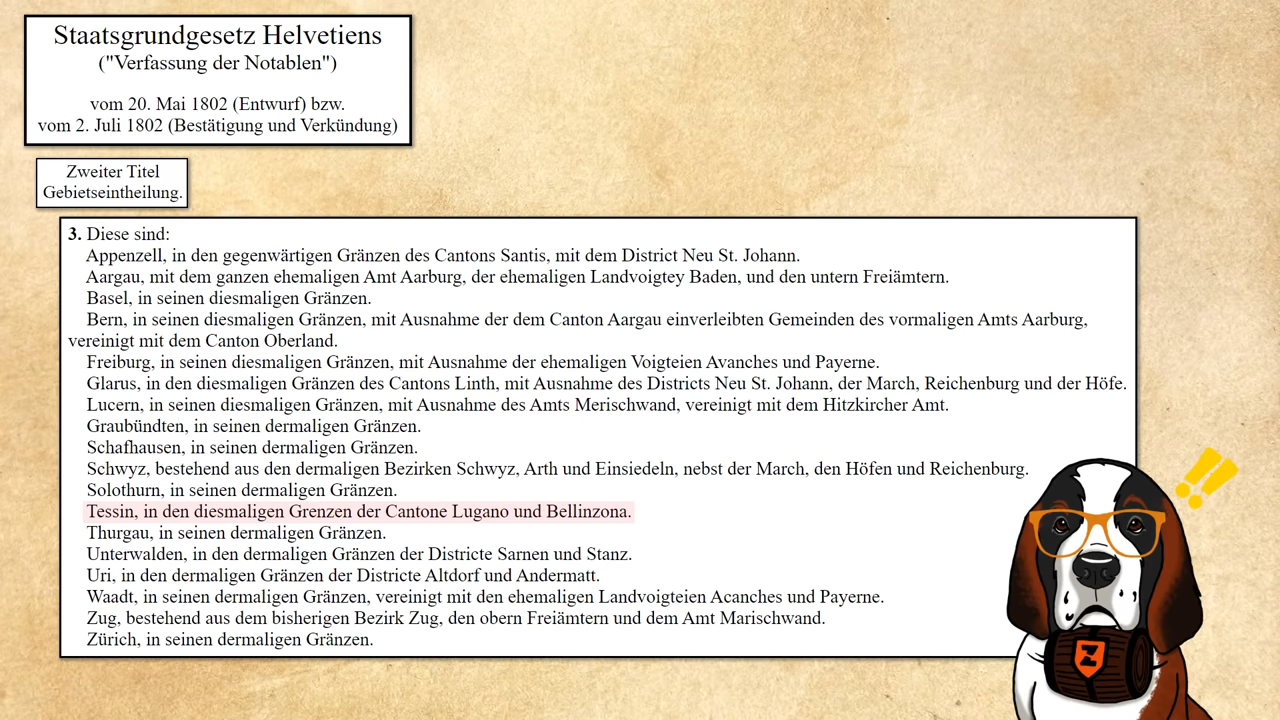 Staatsgrundgesetz Helvetiens
("Verfassung der Notablen")
vom 20. Mai 1802 (Entwurf) bzw.
vom 2. Juli 1802 (Bestätigung und Verkündung)
Zweiter Titel
Gebietseintheilung.
3. Diese sind:
Appenzell, in den gegenwärtigen Gränzen des Cantons Santis, mit dem District Neu St. Johann.
Aargau, mit dem ganzen ehemaligen Amt Aarburg, der ehemaligen Landvoigtey Baden, und den untern Freiämtern.
Basel, in seinen diesmaligen Gränzen.
Bern, in seinen diesmaligen Gränzen, mit Ausnahme der dem Canton Aargau einverleibten Gemeinden des vormaligen Amts Aarburg,
vereinigt mit dem Canton Oberland.
Freiburg, in seinen diesmaligen Gränzen, mit Ausnahme der ehemaligen Voigteien Avanches und Payerne.
Glarus, in den diesmaligen Gränzen des Cantons Linth, mit Ausnahme des Districts Neu St. Johann, der March, Reichenburg und der Höfe.
Lucern, in seinen diesmaligen Gränzen, mit Ausnahme des Amts Merischwand, vereinigt mit dem Hitzkircher Amt.
Graubündten, in seinen dermaligen Gränzen.
Schafhausen, in seinen dermaligen Gränzen.
Schwyz, bestehend aus den dermaligen Bezirken Schwyz, Arth und Einsiedeln, nebst der March, den Höfen und Reichenburg.
Solothurn, in seinen dermaligen Gränzen.
Tessin, in den diesmaligen Grenzen der Cantone Lugano und Bellinzona.
Thurgau, in seinen dermaligen Gränzen.
Unterwalden, in den dermaligen Gränzen der Districte Sarnen und Stanz.
Uri, in den dermaligen Gränzen der Districte Altdorf und Andermatt.
Waadt, in seinen dermaligen Gränzen, vereinigt mit den ehemaligen Landvoigteien Acanches und Payerne.
Zug, bestehend aus dem bisherigen Bezirk Zug, den obern Freiämtern und dem Amt Marischwand.
Zürich, in seinen dermaligen Gränzen.
!!
Z